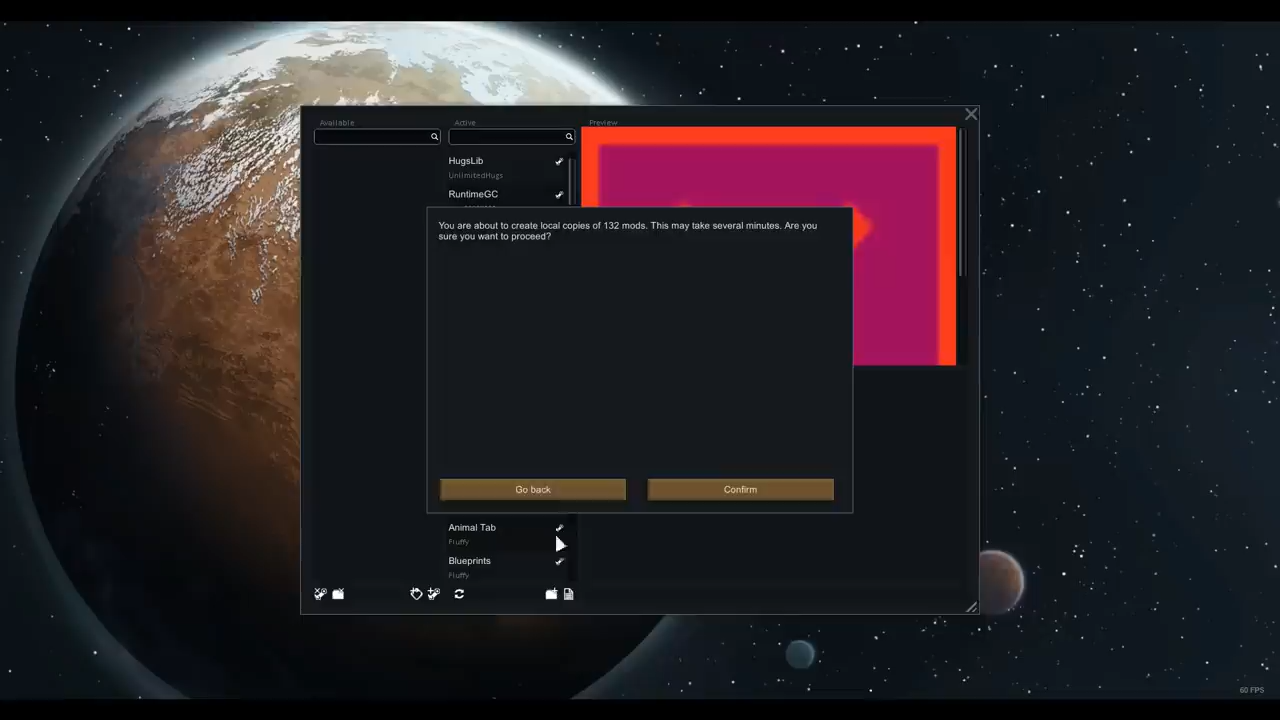 Available
Active
Preview
HugsLib
UnlimitedHugs
RuntimeGC
You are about to create local copies of 132 mods. This may take several minutes. Are you
sure you want to proceed?
Go back
Confirm
Animal Tab
Fluffy
Blueprints
Fluffy
60 FPS